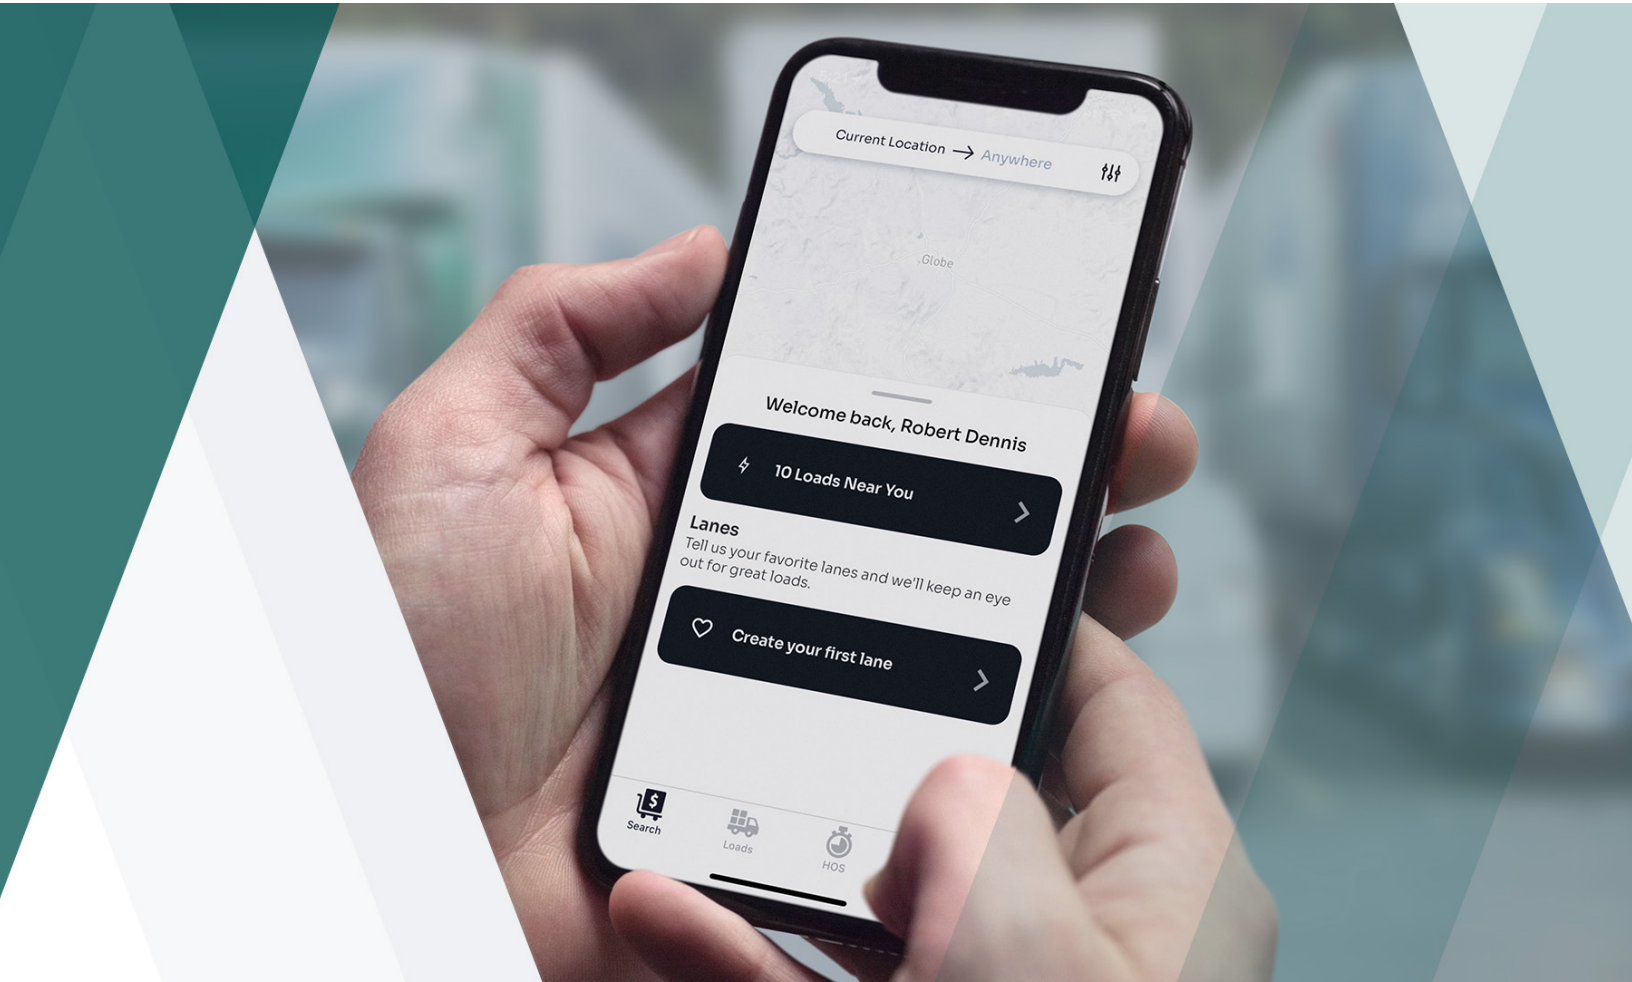 Current Location → Anywhere
Globe
Welcome back, Robert Dennis
10 Loads Near You
Lanes
Tell us your favorite lanes and we'll keep an eye
out for great loads.
Create your first lane
$
Search
Loads
HOS